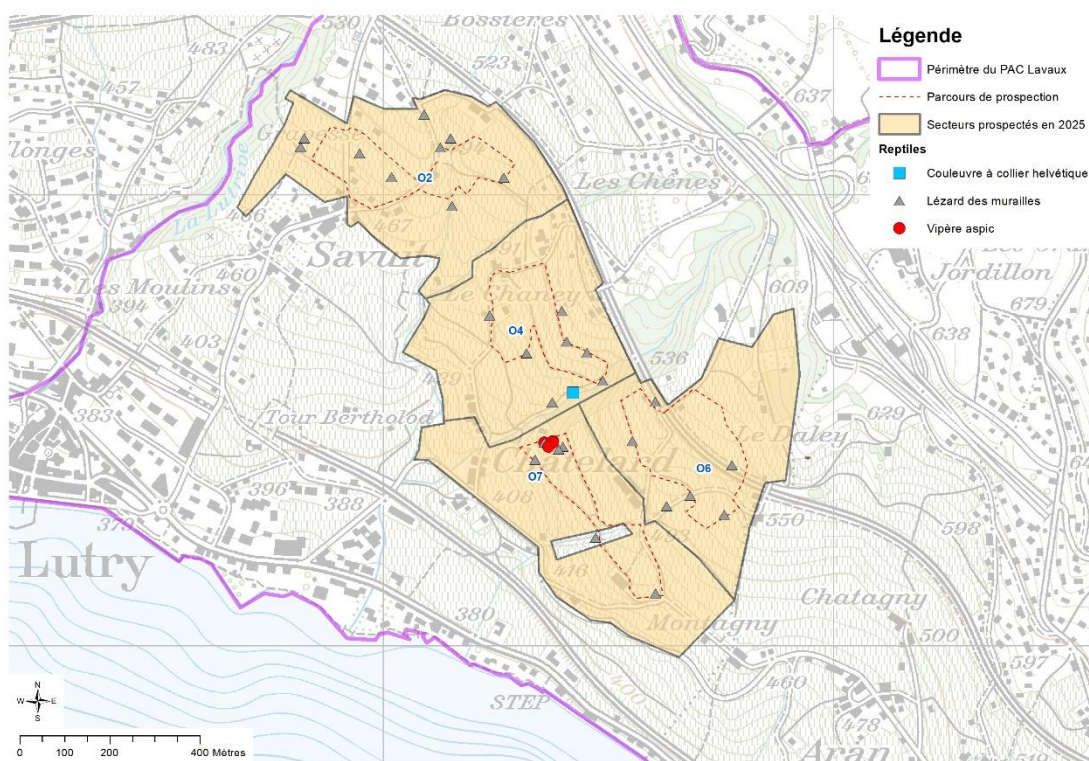 Légende
Périmètre du PAC Lavaux
Parcours de prospection
Secteurs prospectés en 2025
Reptiles
Couleuvre à collier helvétique
Lézard des murailles
Vipère aspic
530
Bossières
483
523
637
457
longes
O2
Les Chênes
La Lutrive
467
Savuit
460
491
Les Moulins
394
Le Chaney
609
Jordillon
679
638
403
O4
536
383
Tour Bertholod
Le Daley
629
Châtelard
O6
O7
396
408
388
379
550
598
Lutry
416
Chatagny
380
Montagny
500
597
STEP
400
460
478
Aran
519
N
W
E
S
0 100 200 400 Mètres